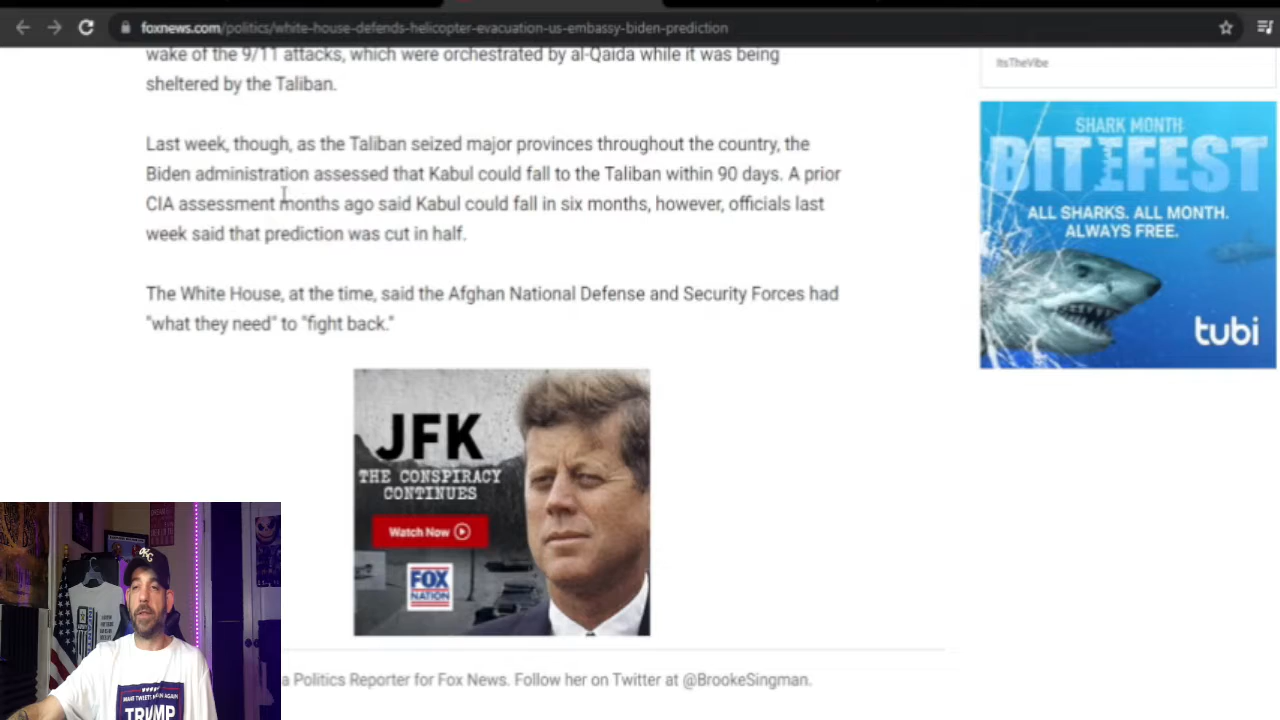 foxnews.com/politics/white-house-defends-helicopter-evacuation-us-embassy-biden-prediction
wake of the 9/11 attacks, which were orchestrated by al-Qaida while it was being
sheltered by the Taliban.
Last week, though, as the Taliban seized major provinces throughout the country, the
Biden administration assessed that Kabul could fall to the Taliban within 90 days. A prior
CIA assessment months ago said Kabul could fall in six months, however, officials last
week said that prediction was cut in half.
The White House, at the time, said the Afghan National Defense and Security Forces had
"what they need" to "fight back."
JFK
THE CONSPIRACY
CONTINUES
Watch Now
FOX
NATION
a Politics Reporter for Fox News. Follow her on Twitter at @BrookeSingman.
ItsTheVibe
SHARK MONTH
BITEFEST
ALL SHARKS. ALL MONTH.
ALWAYS FREE.
tubi
TRUMP